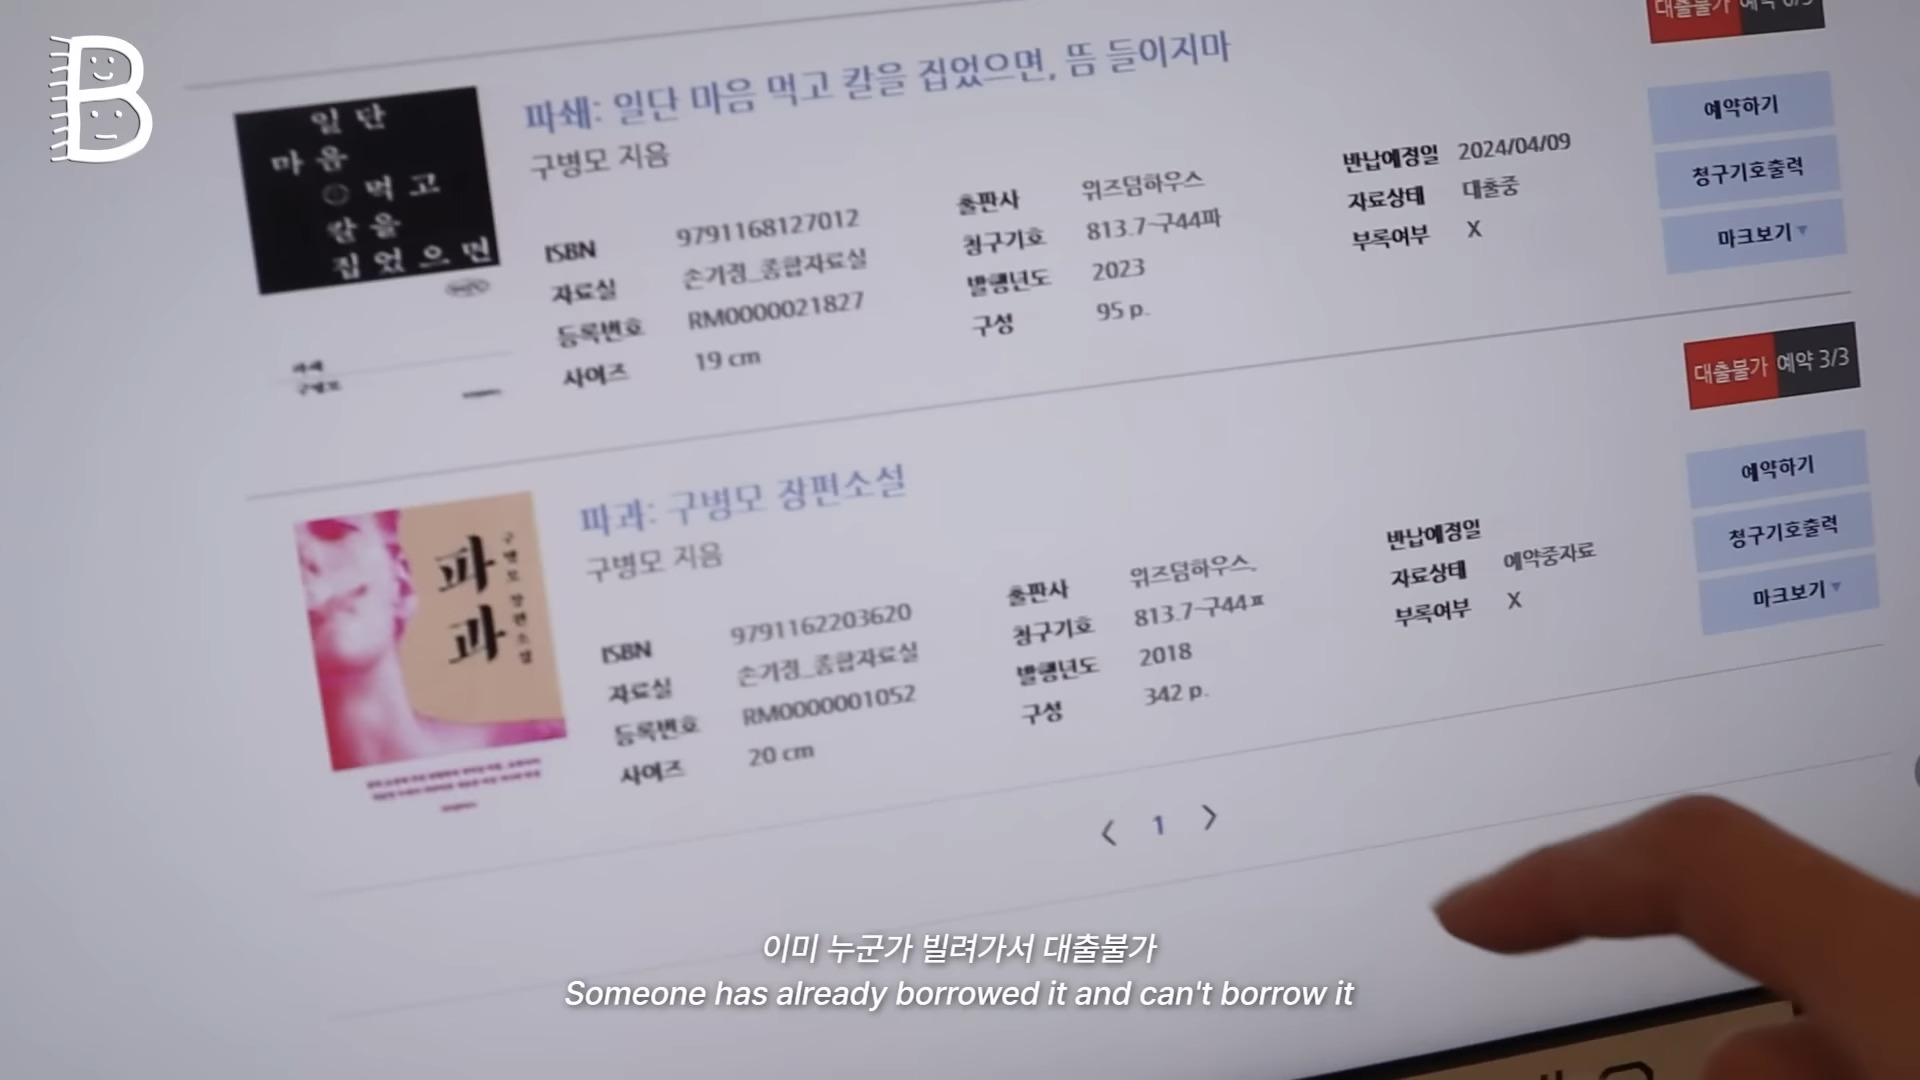 B
대출불가
일단
마음
먹고
칼을
집었으면
파쇄: 일단 마음 먹고 칼을 집었으면, 뜸 들이지마
구병모 지음
ISBN 9791168127012
자료실 손기정_종합자료실
등록번호 RM0000021827
사이즈 19 cm
출판사 위즈덤하우스
청구기호 813.7-구44파
발행년도 2023
구성 95 p.
반납예정일 2024/04/09
자료상태 대출중
부록여부 X
예약하기
청구기호출력
마크보기 ▼
파쇄
구병모
대출불가 예약 3/3
파과
구병모 장편소설
파과: 구병모 장편소설
구병모 지음
ISBN 9791162203620
자료실 손기정_종합자료실
등록번호 RM0000001052
사이즈 20 cm
출판사 위즈덤하우스,
청구기호 813.7-구44ㅍ
발행년도 2018
구성 342 p.
반납예정일
자료상태 예약중자료
부록여부 X
예약하기
청구기호출력
마크보기 ▼
< 1 >
이미 누군가 빌려가서 대출불가
Someone has already borrowed it and can't borrow it